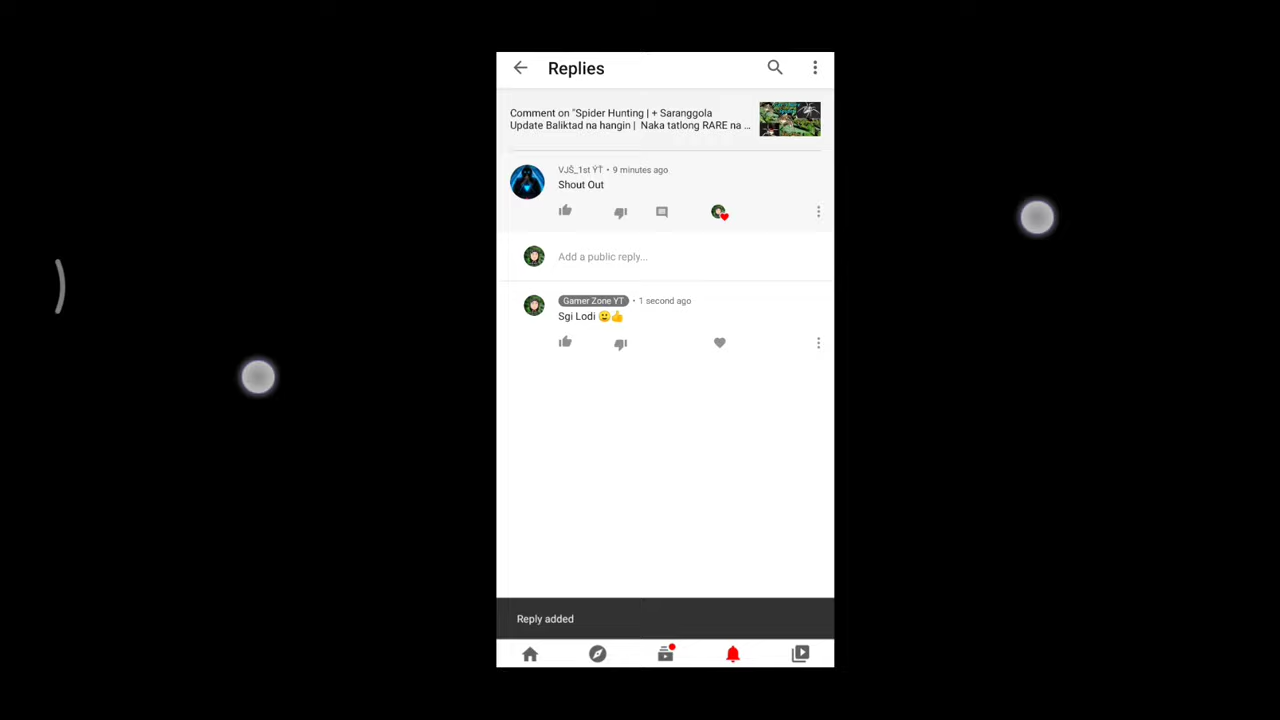 Replies
Comment on "Spider Hunting | + Saranggola
Update Baliktad na hangin | Naka tatlong RARE na ...
VJŠ_1st ÝŤ • 9 minutes ago
Shout Out
Add a public reply...
Gamer Zone YT • 1 second ago
Sgi Lodi 🙂👍
Reply added